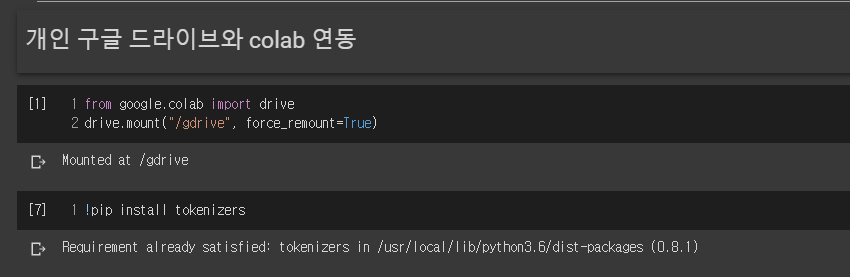 개인 구글 드라이브와 colab 연동
[1] 1 from google.colab import drive
2 drive.mount("/gdrive", force_remount=True)
Mounted at /gdrive
[7] 1 !pip install tokenizers
Requirement already satisfied: tokenizers in /usr/local/lib/python3.6/dist-packages (0.8.1)